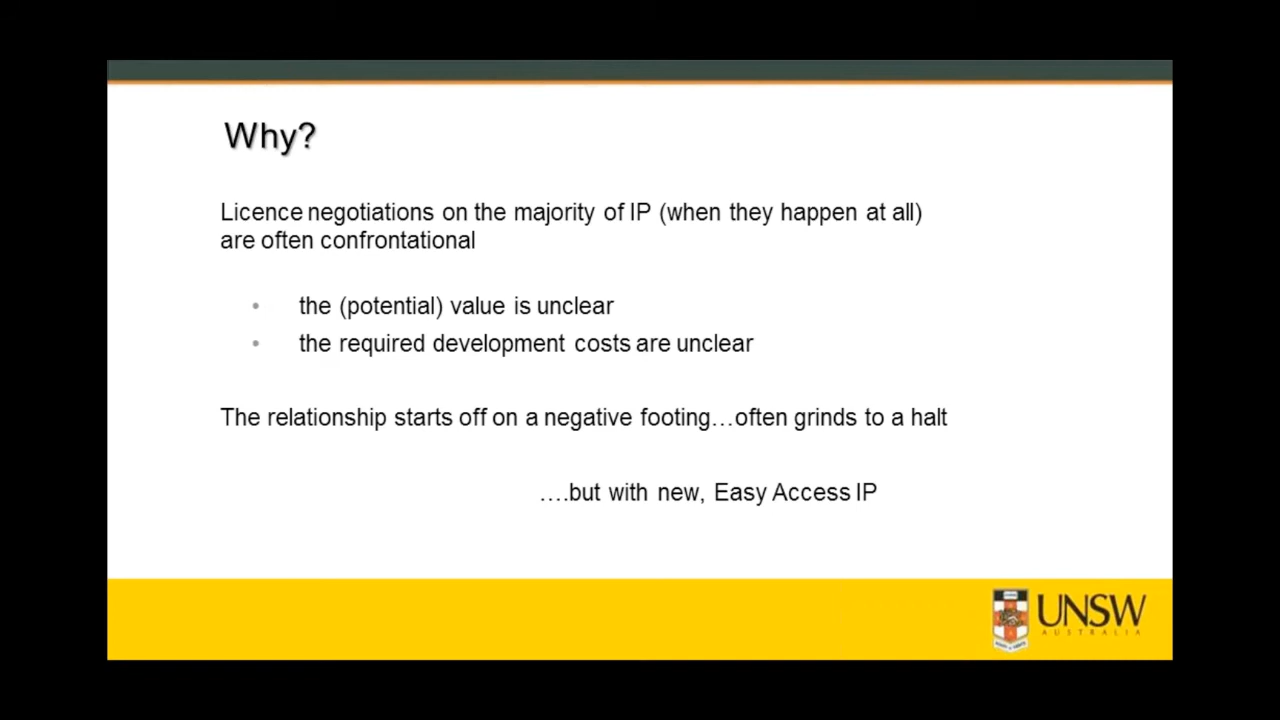 Why?
Licence negotiations on the majority of IP (when they happen at all)
are often confrontational
• the (potential) value is unclear
• the required development costs are unclear
The relationship starts off on a negative footing…often grinds to a halt
….but with new, Easy Access IP
UNSW
AUSTRALIA